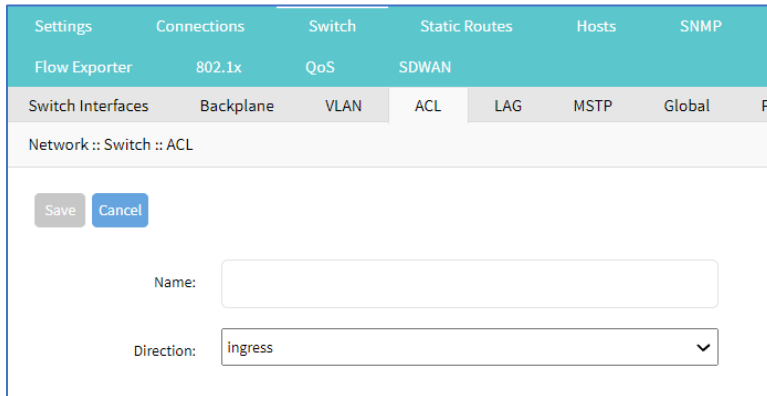 Settings Connections Switch Static Routes Hosts SNMP
Flow Exporter 802.1x QoS SDWAN
Switch Interfaces Backplane VLAN ACL LAG MSTP Global
Network :: Switch :: ACL
Save Cancel
Name:
Direction: ingress